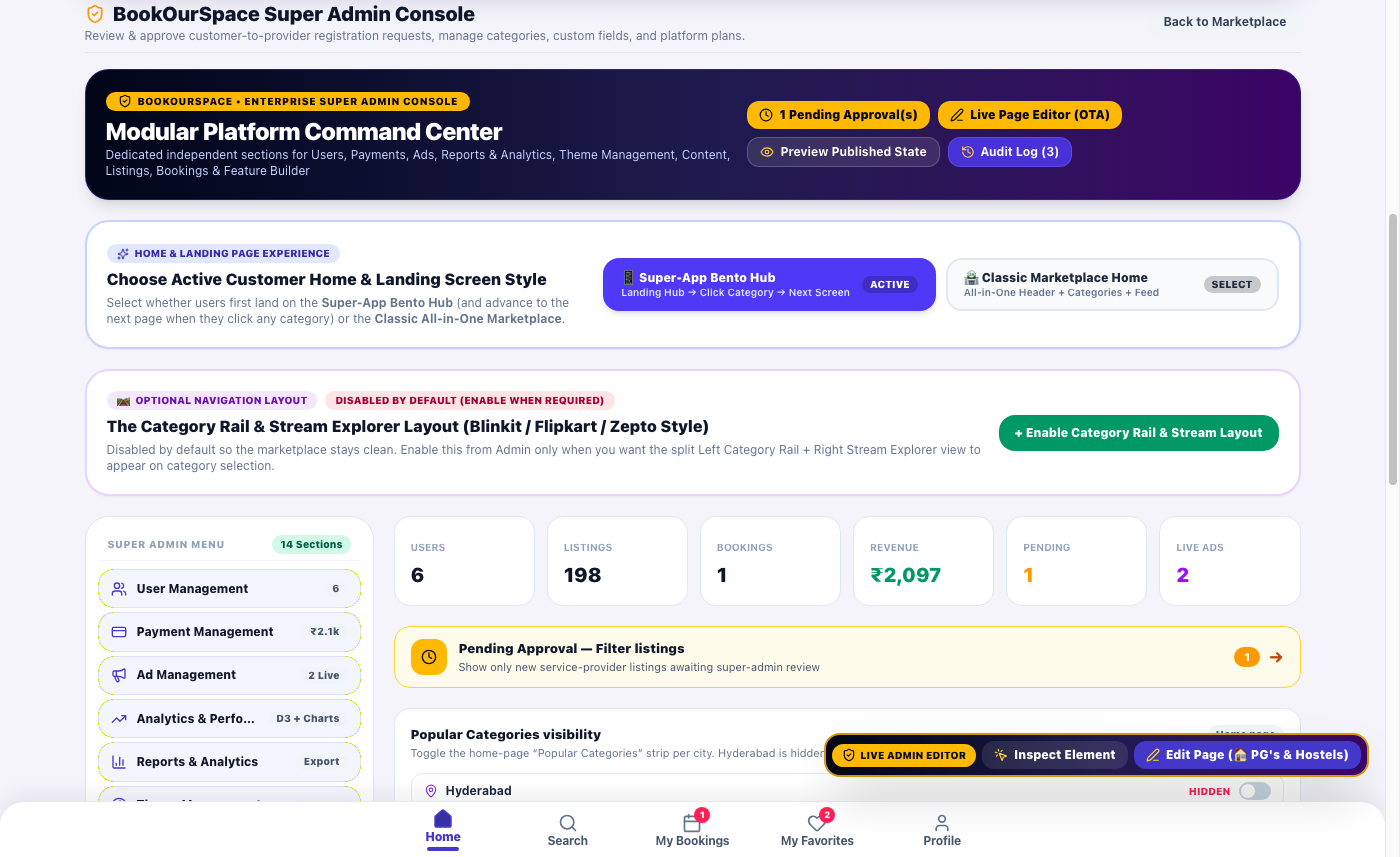 BookOurSpace Super Admin Console
Review & approve customer-to-provider registration requests, manage categories, custom fields, and platform plans.
Back to Marketplace
BOOKOURSPACE • ENTERPRISE SUPER ADMIN CONSOLE
Modular Platform Command Center
Dedicated independent sections for Users, Payments, Ads, Reports & Analytics, Theme Management, Content,
Listings, Bookings & Feature Builder
1 Pending Approval(s)
Live Page Editor (OTA)
Preview Published State
Audit Log (3)
HOME & LANDING PAGE EXPERIENCE
Choose Active Customer Home & Landing Screen Style
Select whether users first land on the Super-App Bento Hub (and advance to the
next page when they click any category) or the Classic All-in-One Marketplace.
Super-App Bento Hub
Landing Hub → Click Category → Next Screen
ACTIVE
Classic Marketplace Home
All-in-One Header + Categories + Feed
SELECT
OPTIONAL NAVIGATION LAYOUT
DISABLED BY DEFAULT (ENABLE WHEN REQUIRED)
The Category Rail & Stream Explorer Layout (Blinkit / Flipkart / Zepto Style)
Disabled by default so the marketplace stays clean. Enable this from Admin only when you want the split Left Category Rail + Right Stream Explorer view to
appear on category selection.
+ Enable Category Rail & Stream Layout
SUPER ADMIN MENU
14 Sections
User Management
6
Payment Management
₹2.1k
Ad Management
2 Live
Analytics & Perfo...
D3 + Charts
Reports & Analytics
Export
USERS
6
LISTINGS
198
BOOKINGS
1
REVENUE
₹2,097
PENDING
1
LIVE ADS
2
Pending Approval — Filter listings
Show only new service-provider listings awaiting super-admin review
1
Popular Categories visibility
Toggle the home-page “Popular Categories” strip per city. Hyderabad is hidden
Hyderabad
HIDDEN
LIVE ADMIN EDITOR
Inspect Element
Edit Page (🏠 PG's & Hostels)
Home
Search
1
My Bookings
2
My Favorites
Profile